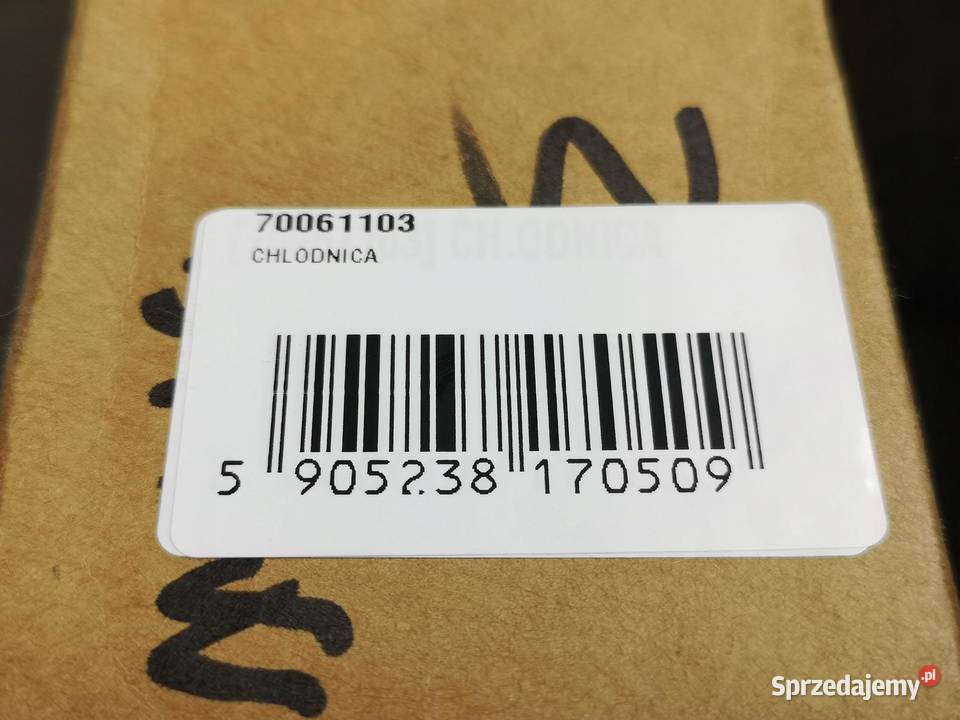 70061103
CHLODNICA
5 905238 170509
Sprzedajemy.pl